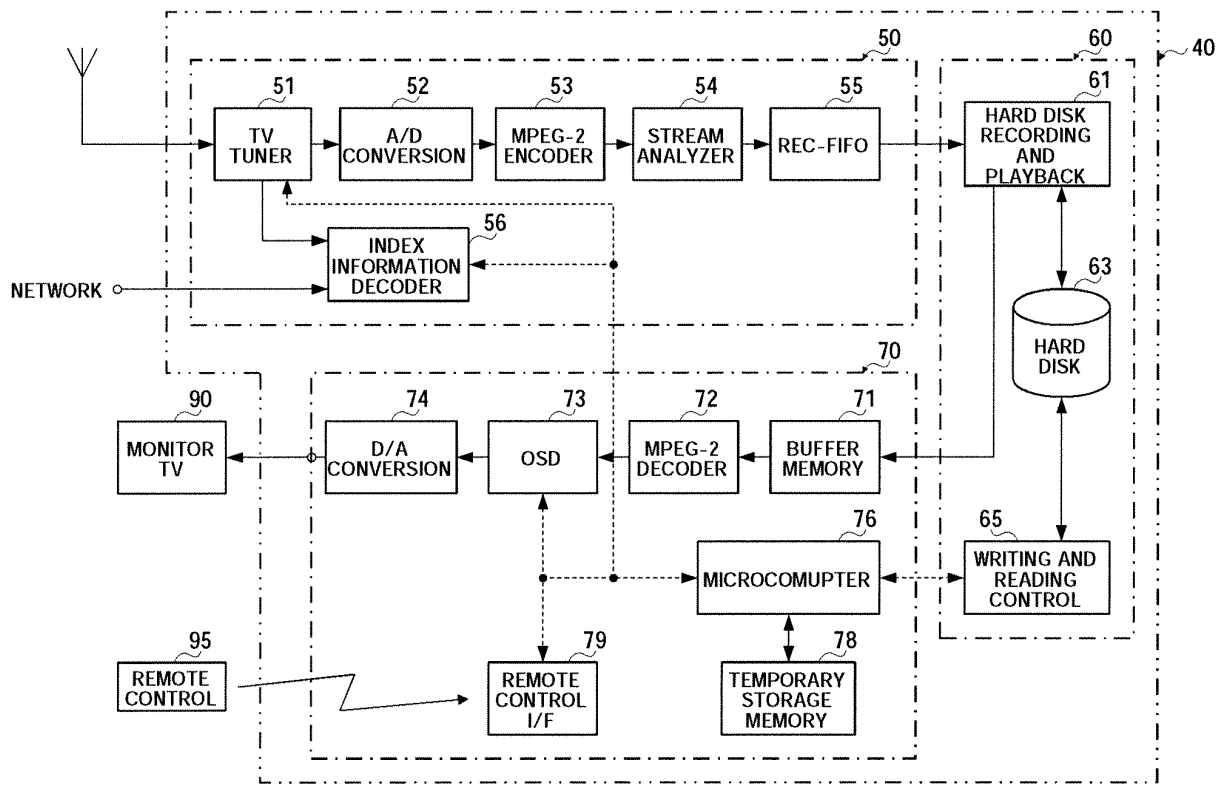 50
60
40
51
52
53
54
55
61
TV
TUNER
A/D
CONVERSION
MPEG-2
ENCODER
STREAM
ANALYZER
REC-FIFO
HARD DISK
RECORDING
AND
PLAYBACK
56
INDEX
INFORMATION
DECODER
NETWORK
63
HARD
DISK
70
90
74
73
72
71
MONITOR
TV
D/A
CONVERSION
OSD
MPEG-2
DECODER
BUFFER
MEMORY
76
65
MICROCOMUPTER
WRITING AND
READING
CONTROL
95
79
78
REMOTE
CONTROL
REMOTE
CONTROL
I/F
TEMPORARY
STORAGE
MEMORY